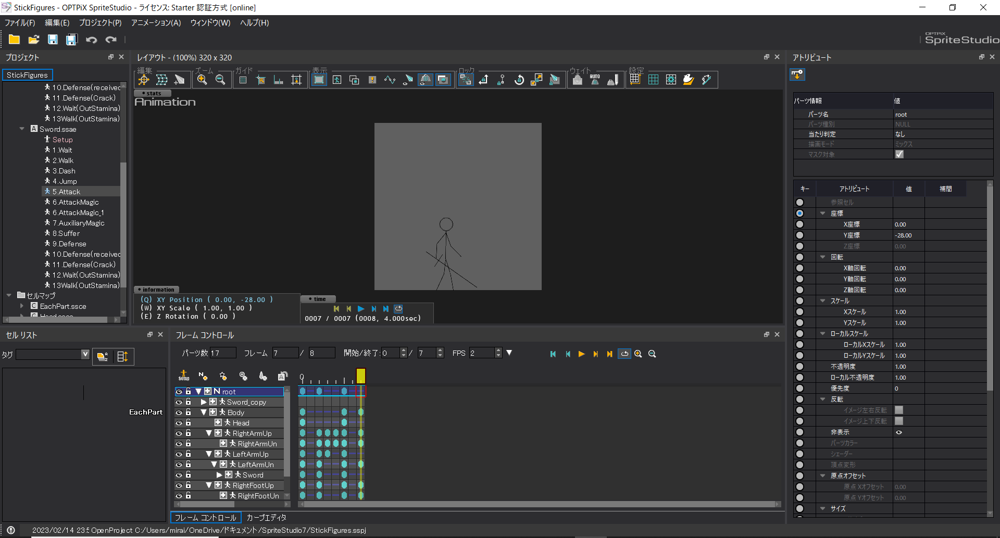 StickFigures - OPTPiX SpriteStudio - ライセンス: Starter 認証方式 [online]
ファイル(F) 編集(E) プロジェクト(P) アニメーション(A) ウィンドウ(W) ヘルプ(H)
OPTPiX
SpriteStudio
プロジェクト
StickFigures
10.Defense(received
11.Defense(Crack)
12.Wait(OutStamina)
13Walk(OutStamina)
Sword.ssae
Setup
1.Wait
2.Walk
3.Dash
4.Jump
5.Attack
6.AttackMagic
6.AttackMagic_1
7.AuxiliaryMagic
8.Suffer
9.Defense
10.Defense(received
11.Defense(Crack)
12.Wait(OutStamina)
13Walk(OutStamina)
セルマップ
EachPart.ssce
レイアウト - (100%) 320 x 320
編集 ズーム ガイド 表示 ロック ウェイト 設定
AUTO
stats
Animation
information
(Q) XY Position ( 0.00, -28.00 )
(W) XY Scale ( 1.00, 1.00 )
(E) Z Rotation ( 0.00 )
time
0007 / 0007 (0008, 4.000sec)
セル リスト
タグ
EachPart
フレーム コントロール
パーツ数 17 フレーム 7 / 8 開始/終了: 0 / 7 FPS 2
Setup
0
root
Sword_copy
Body
Head
RightArmUp
RightArmUn
LeftArmUp
LeftArmUn
Sword
RightFootUp
RightFootUn
フレーム コントロール カーブエディタ
アトリビュート
パーツ情報 値
パーツ名 root
パーツ種別 NULL
当たり判定 なし
描画モード ミックス
マスク対象
キー アトリビュート 値 補間
参照セル
座標
X座標 0.00
Y座標 -28.00
Z座標 0.00
回転
X軸回転 0.00
Y軸回転 0.00
Z軸回転 0.00
スケール
Xスケール 1.00
Yスケール 1.00
ローカルスケール
ローカルXスケール 1.00
ローカルYスケール 1.00
不透明度 1.00
ローカル不透明度 1.00
優先度 0
反転
イメージ左右反転
イメージ上下反転
非表示
パーツカラー
シェーダー
頂点変形
原点オフセット
原点 Xオフセット 0.00
原点 Yオフセット 0.00
サイズ
2023/02/14 23:5 OpenProject C:/Users/mirai/OneDrive/ドキュメント/SpriteStudio7/StickFigures.sspj